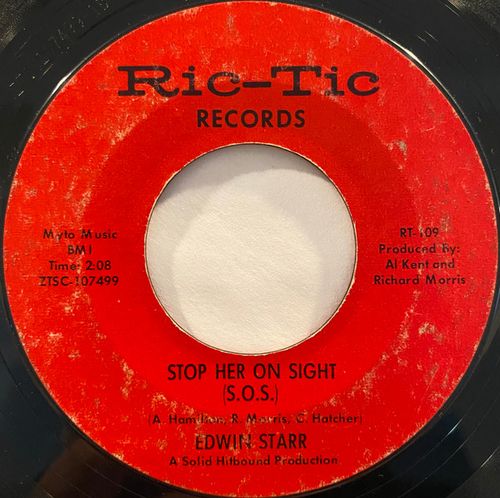 Ric-Tic
RECORDS
Myto Music
BMI
Time: 2:08
ZTSC-107499
RT-109
Produced By:
Al Kent and
Richard Morris
STOP HER ON SIGHT
(S.O.S.)
(A. Hamilton, R. Morris, C. Hatcher)
EDWIN STARR
A Solid Hitbound Production